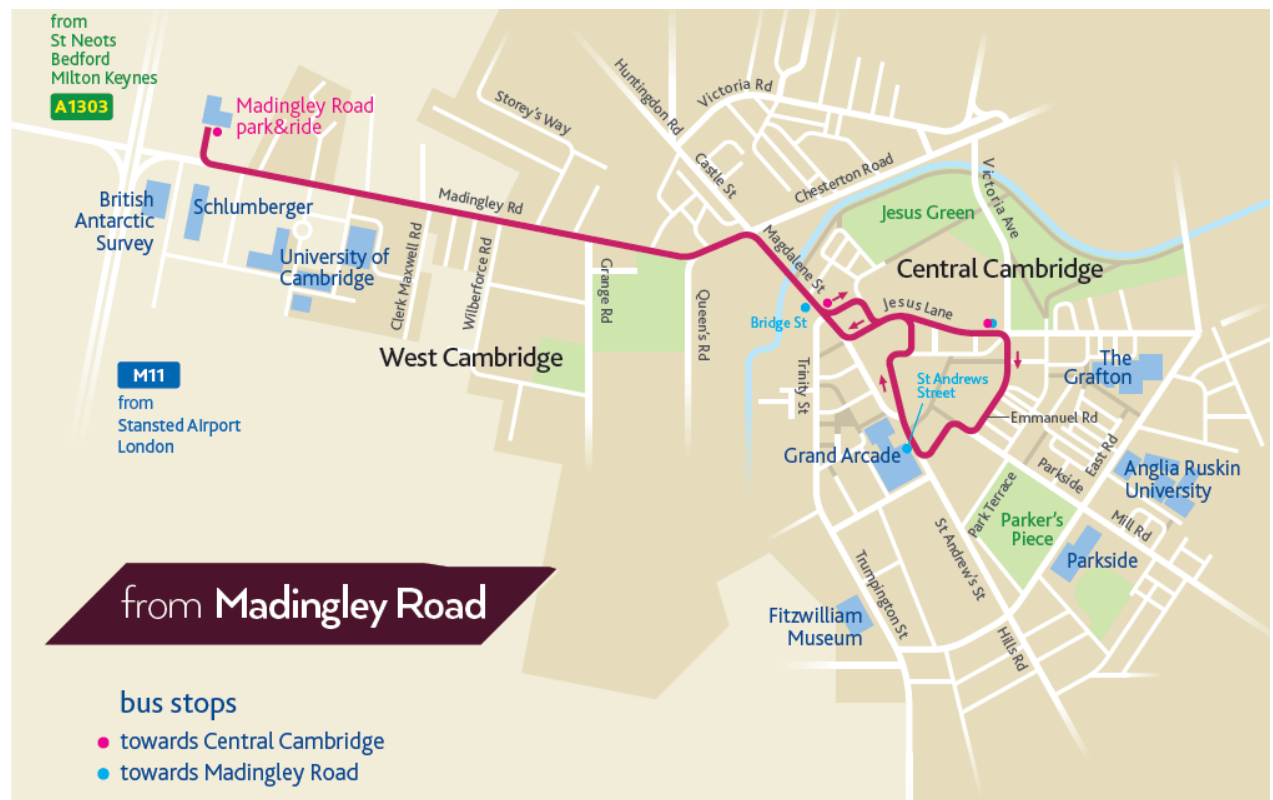 from
St Neots
Bedford
Milton Keynes
A1303
Madingley Road
park&ride
Storey's Way
Huntingdon Rd
Victoria Rd
Castle St
Chesterton Road
Victoria Ave
British
Antarctic
Survey
Schlumberger
Madingley Rd
University of
Cambridge
Clerk Maxwell Rd
Wilberforce Rd
Grange Rd
Queen's Rd
Magdalene St
Jesus Green
Central Cambridge
Jesus Lane
Bridge St
West Cambridge
Trinity St
St Andrews
Street
The
Grafton
Emmanuel Rd
M11
from
Stansted Airport
London
Grand Arcade
Parkside
East Rd
Anglia Ruskin
University
Park Terrace
Parker's
Piece
Mill Rd
Parkside
St Andrew's St
Trumpington St
Fitzwilliam
Museum
Hills Rd
from Madingley Road
bus stops
towards Central Cambridge
towards Madingley Road